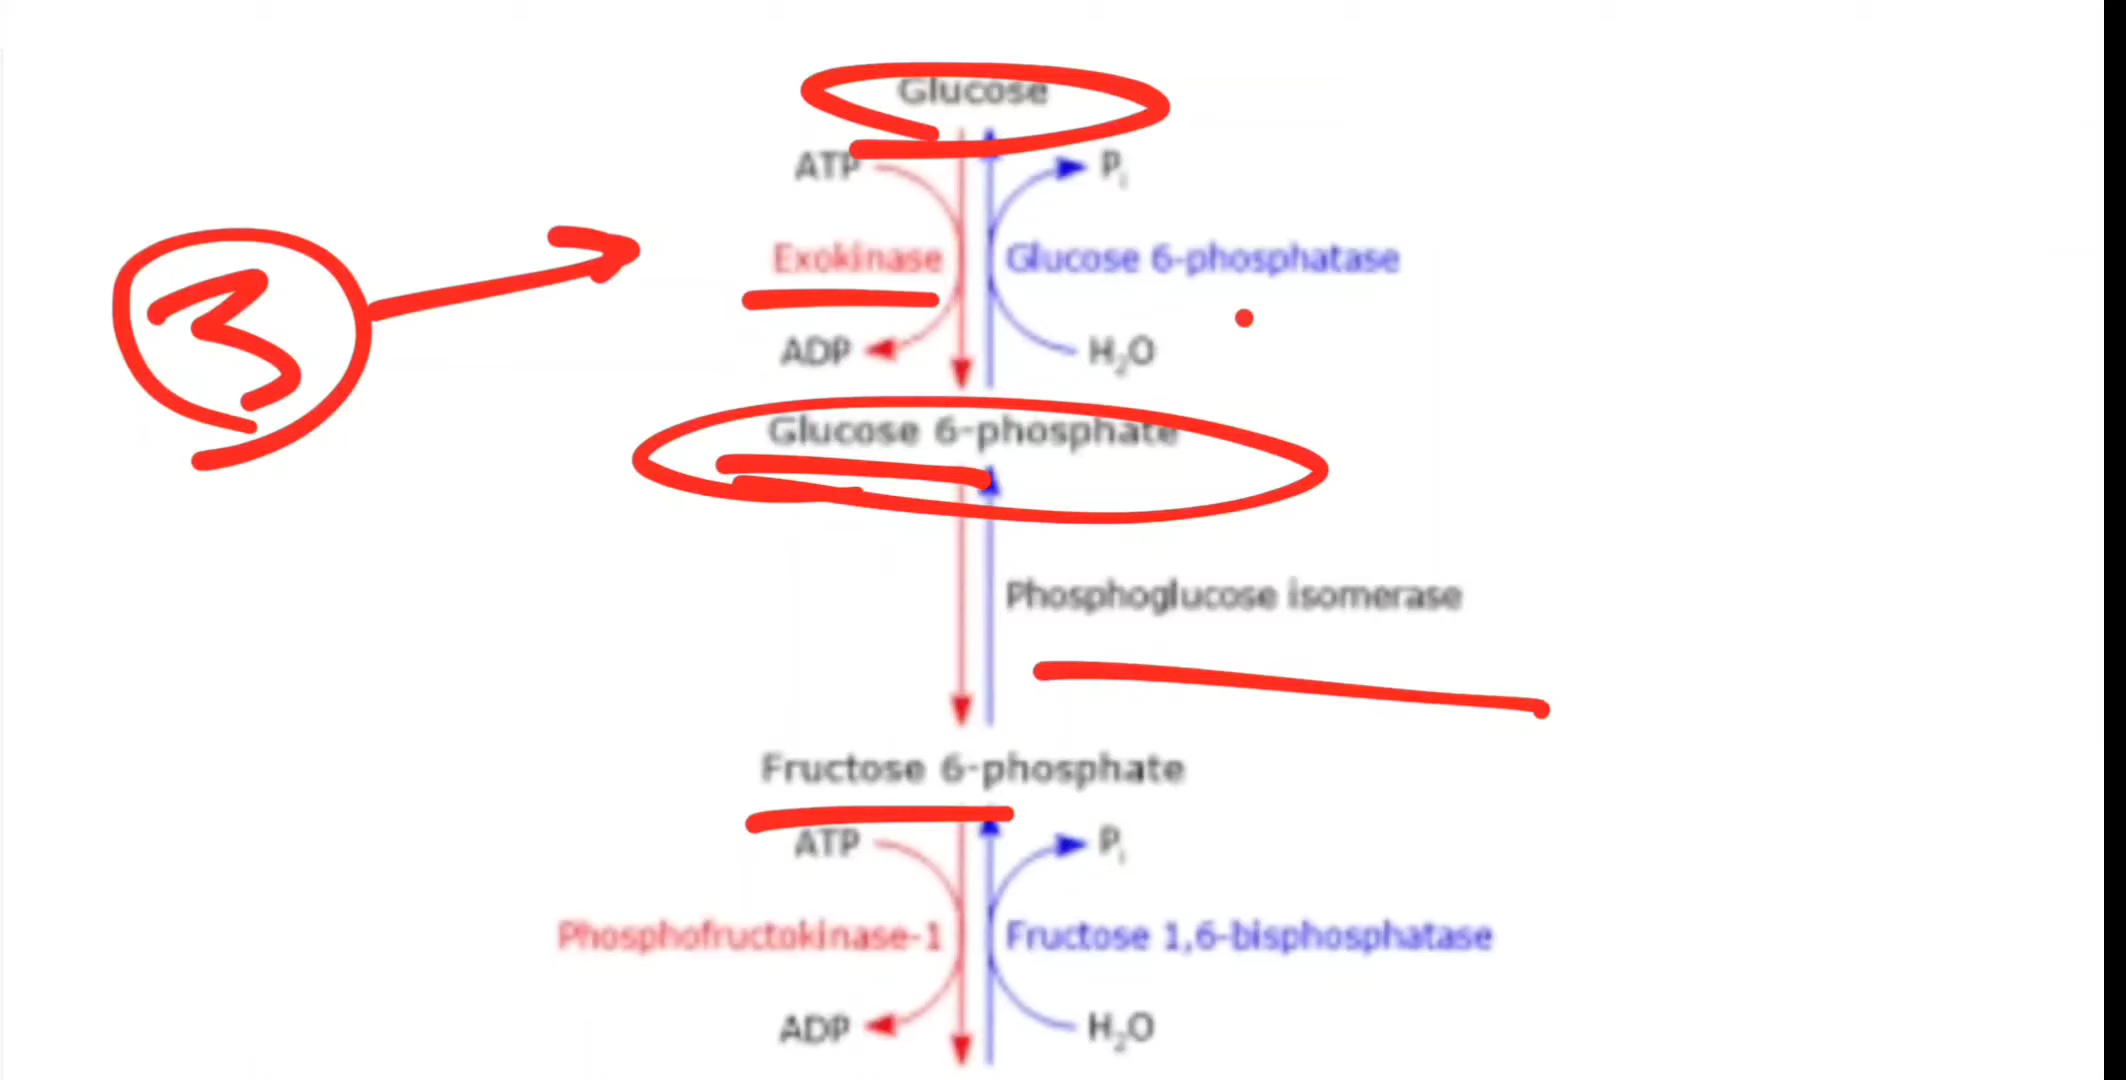 Glucose
ATP Pi
3
Exokinase Glucose 6-phosphatase
ADP H2O
Glucose 6-phosphate
Phosphoglucose isomerase
Fructose 6-phosphate
ATP Pi
Phosphofructokinase-1 Fructose 1,6-bisphosphatase
ADP H2O